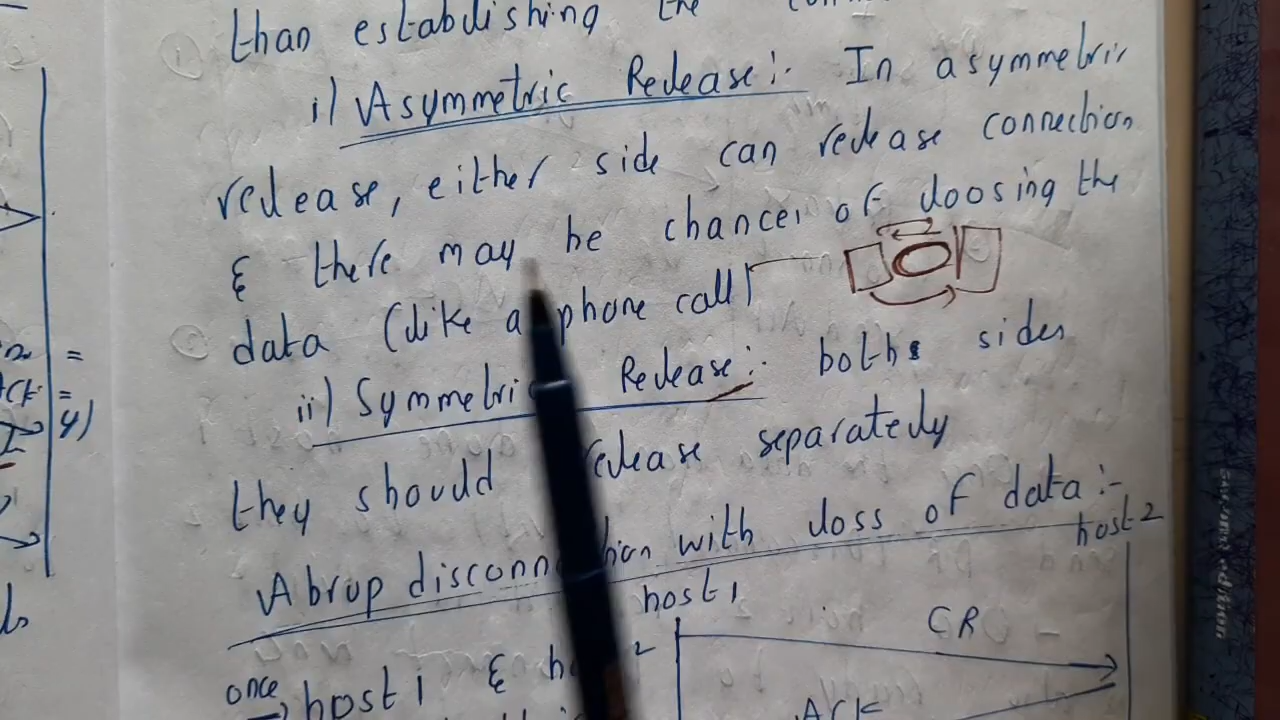 than establishing the
i) Asymmetric Release :- In asymmetric
release, either side can release connection
& there may be chances of loosing the
data (like a phone call)
ii) Symmetric Release :- both sides
they should release separately
Abrup disconnection with loss of data :-
host 1 host 2
CR
once host 1 & host 2
ACK